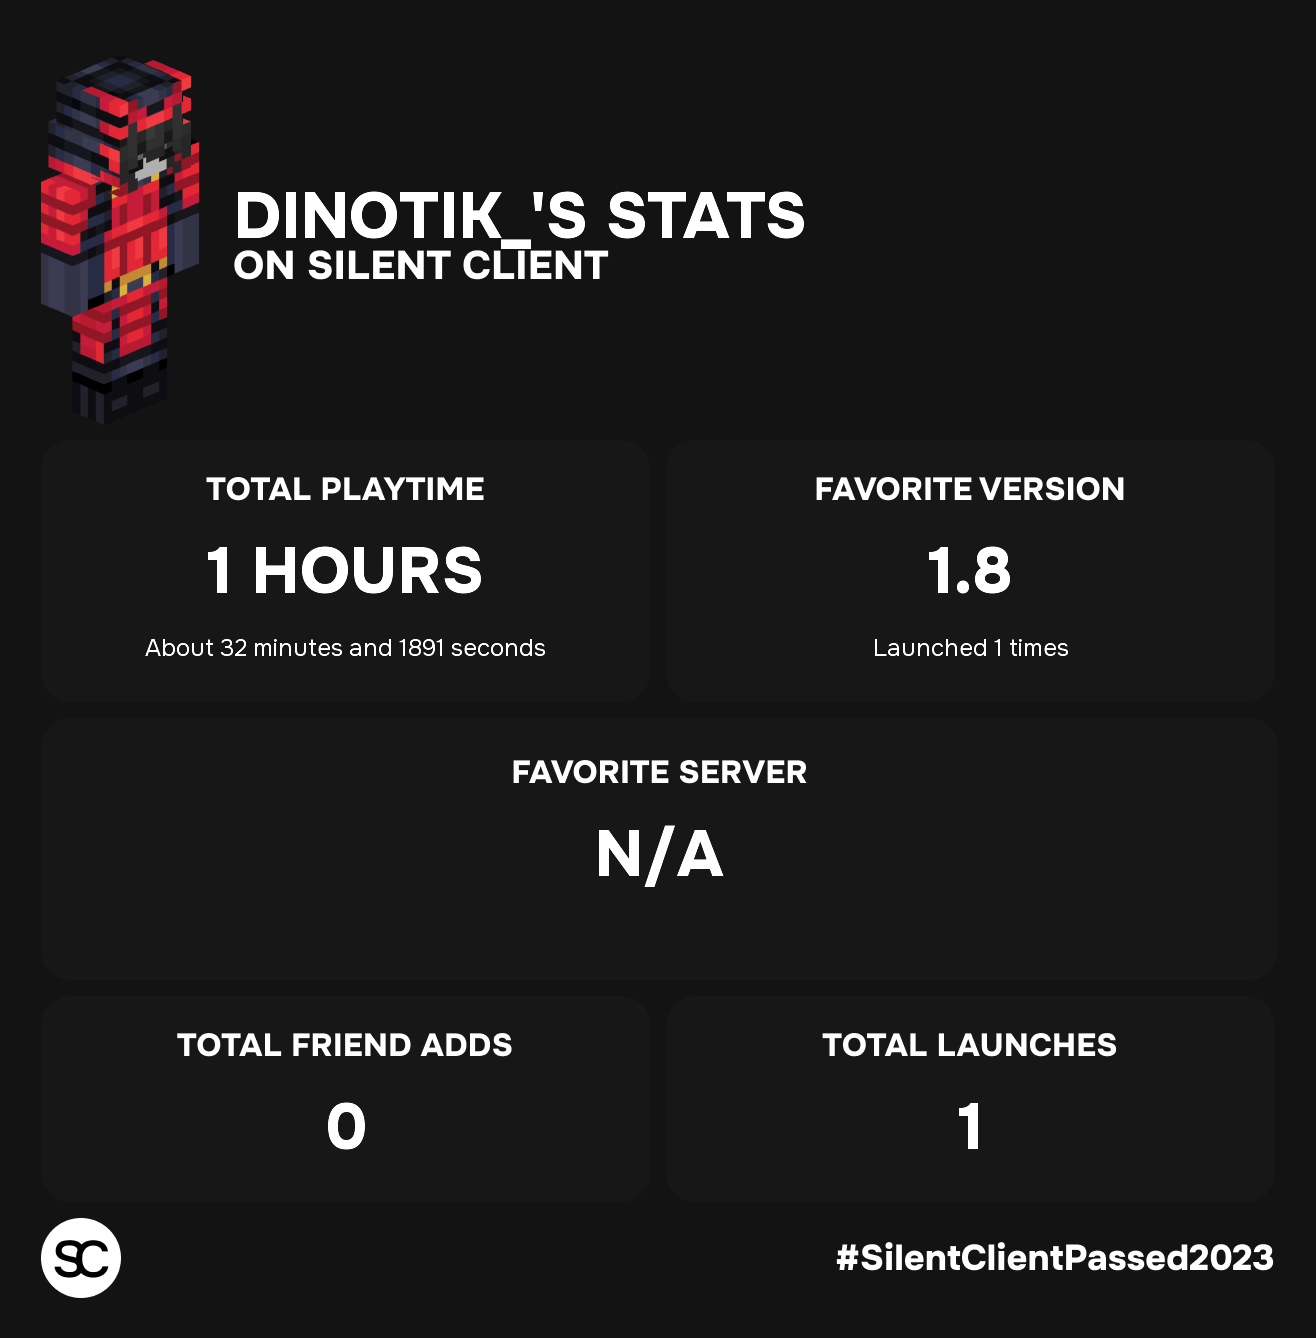 DINOTIK_'S STATS
ON SILENT CLIENT
TOTAL PLAYTIME
1 HOURS
About 32 minutes and 1891 seconds
FAVORITE VERSION
1.8
Launched 1 times
FAVORITE SERVER
N/A
TOTAL FRIEND ADDS
0
TOTAL LAUNCHES
1
SC
#SilentClientPassed2023